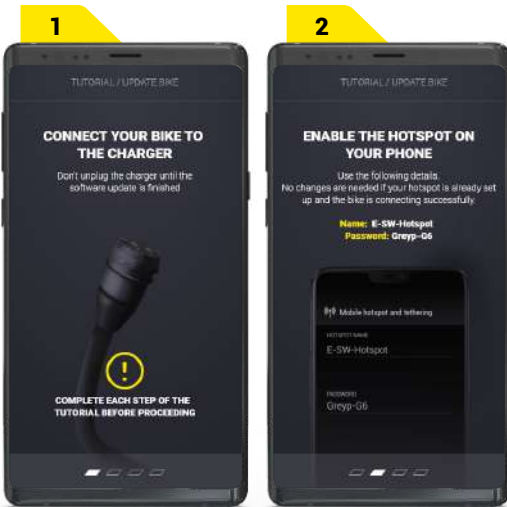 1
TUTORIAL / UPDATE BIKE
CONNECT YOUR BIKE TO
THE CHARGER
Don't unplug the charger until the
software update is finished
COMPLETE EACH STEP OF THE
TUTORIAL BEFORE PROCEEDING
2
TUTORIAL / UPDATE BIKE
ENABLE THE HOTSPOT ON
YOUR PHONE
Use the following details.
No changes are needed if your hotspot is already set
up and the bike is connecting successfully.
Name: E-SW-Hotspot
Password: Greyp-G6
Mobile hotspot and tethering
HOTSPOT NAME
E-SW-Hotspot
PASSWORD
Greyp-G6